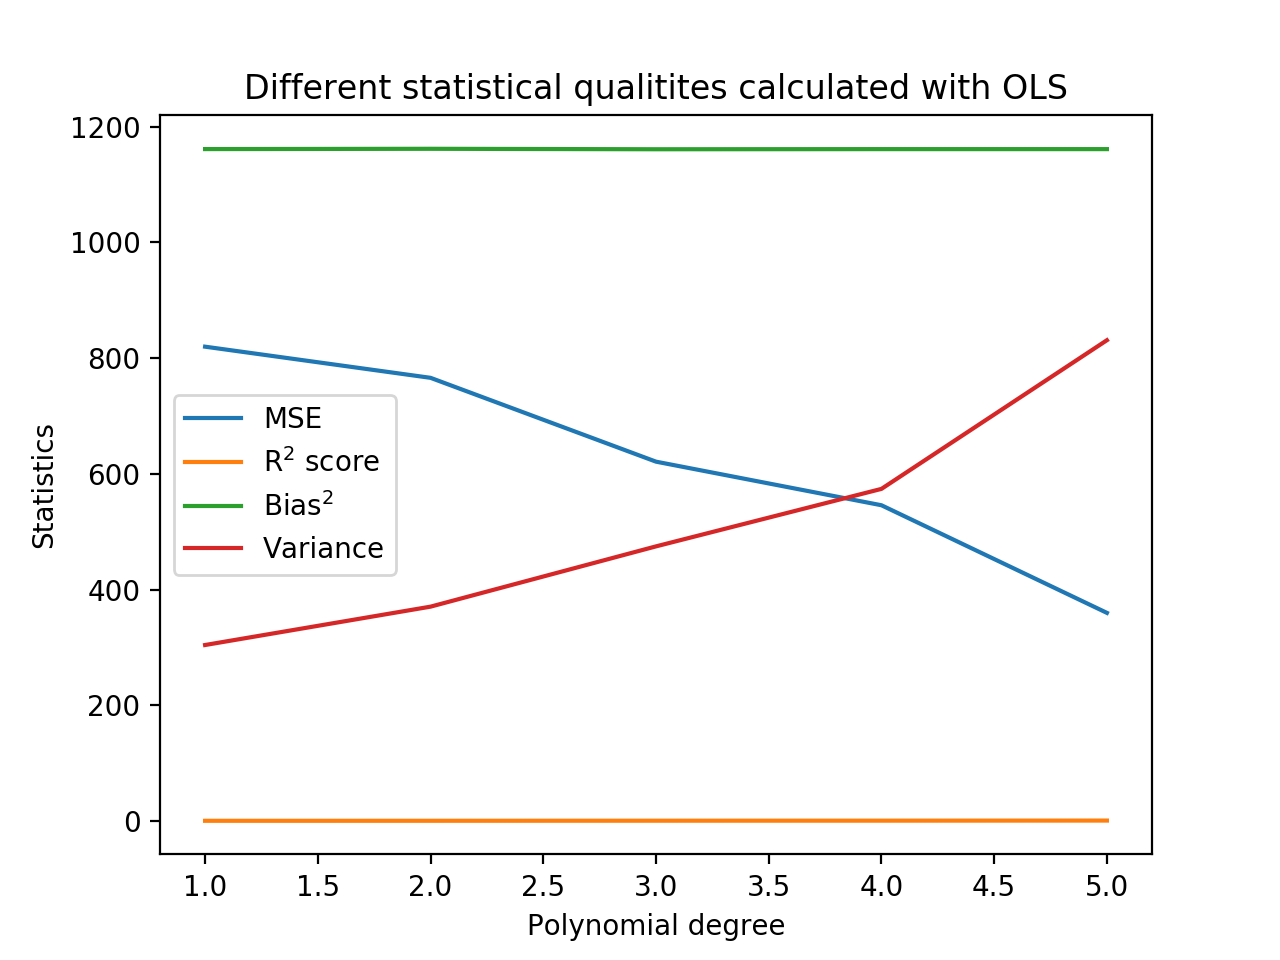 Different statistical qualitites calculated with OLS
1200
1000
800
600
400
200
0
Statistics
MSE
R² score
Bias²
Variance
1.0 1.5 2.0 2.5 3.0 3.5 4.0 4.5 5.0
Polynomial degree